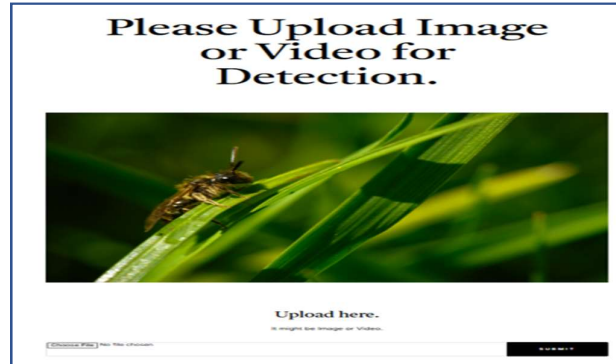 Please Upload Image
or Video for
Detection.
Upload here.
It might be Image or Video.
Choose File No file chosen
SUBMIT